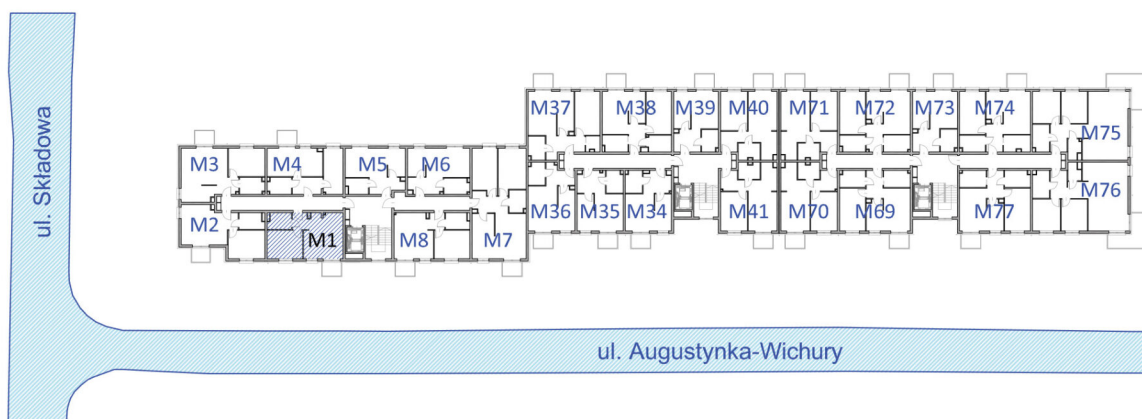 ul. Składowa
M37
M38
M39
M40
M71
M72
M73
M74
M75
M3
M4
M5
M6
M76
M2
M1
M8
M7
M36
M35
M34
M41
M70
M69
M77
ul. Augustynka-Wichury